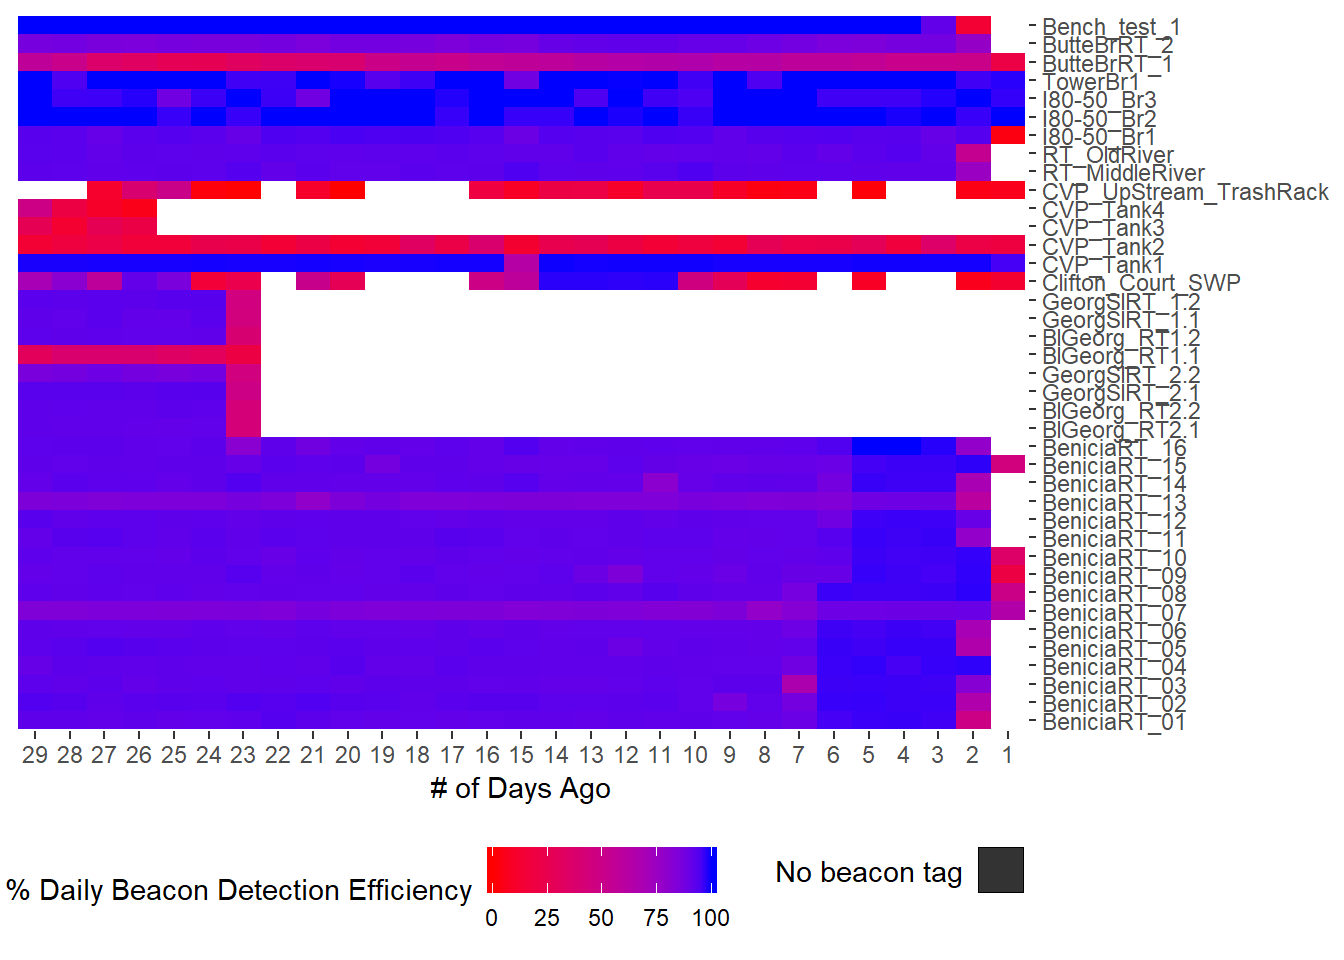 Bench_test_1
ButteBrRT_2
ButteBrRT_1
TowerBr1
I80-50_Br3
I80-50_Br2
I80-50_Br1
RT_OldRiver
RT_MiddleRiver
CVP_UpStream_TrashRack
CVP_Tank4
CVP_Tank3
CVP_Tank2
CVP_Tank1
Clifton_Court_SWP
GeorgSlRT_1.2
GeorgSlRT_1.1
BlGeorg_RT1.2
BlGeorg_RT1.1
GeorgSlRT_2.2
GeorgSlRT_2.1
BlGeorg_RT2.2
BlGeorg_RT2.1
BeniciaRT_16
BeniciaRT_15
BeniciaRT_14
BeniciaRT_13
BeniciaRT_12
BeniciaRT_11
BeniciaRT_10
BeniciaRT_09
BeniciaRT_08
BeniciaRT_07
BeniciaRT_06
BeniciaRT_05
BeniciaRT_04
BeniciaRT_03
BeniciaRT_02
BeniciaRT_01
29 28 27 26 25 24 23 22 21 20 19 18 17 16 15 14 13 12 11 10 9 8 7 6 5 4 3 2 1
# of Days Ago
% Daily Beacon Detection Efficiency
0 25 50 75 100
No beacon tag